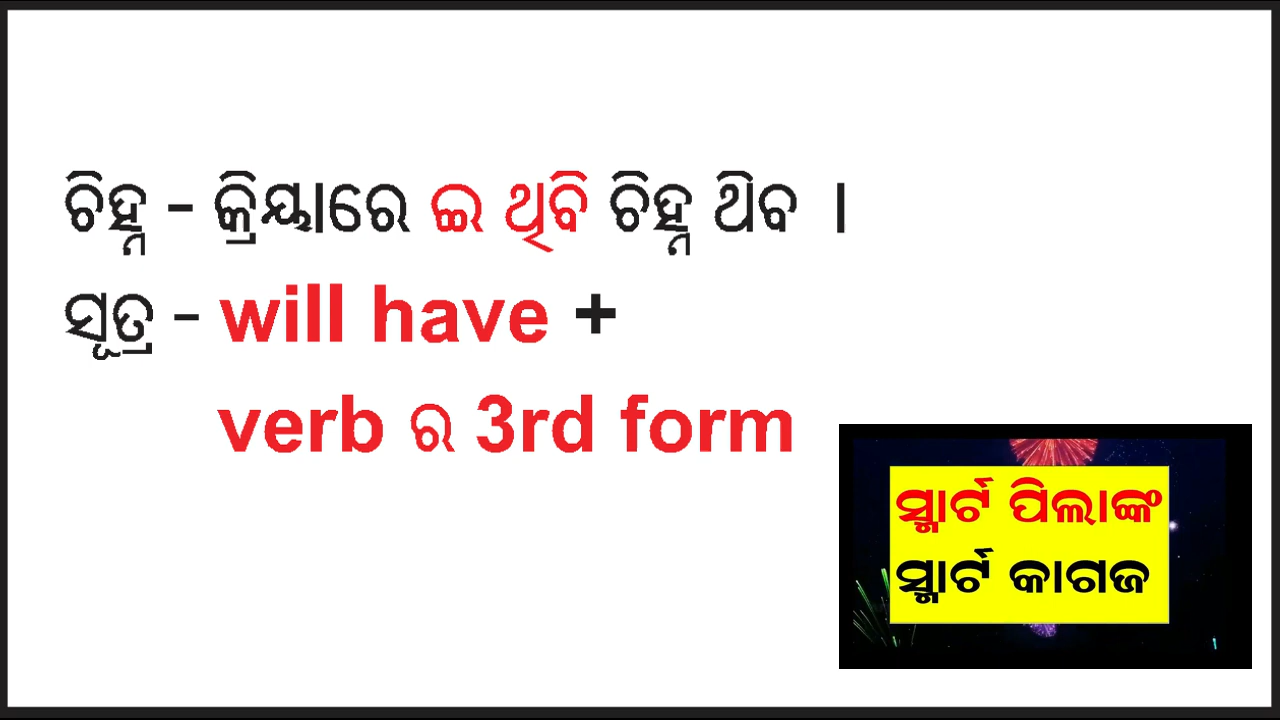 ଚିହ୍ନ - କ୍ରିୟାରେ ଇ ଥିବି ଚିହ୍ନ ଥିବ ।
ସୂତ୍ର - will have +
verb ର 3rd form
ସ୍ମାର୍ଟ ପିଲାଙ୍କ
ସ୍ମାର୍ଟ କାଗଜ